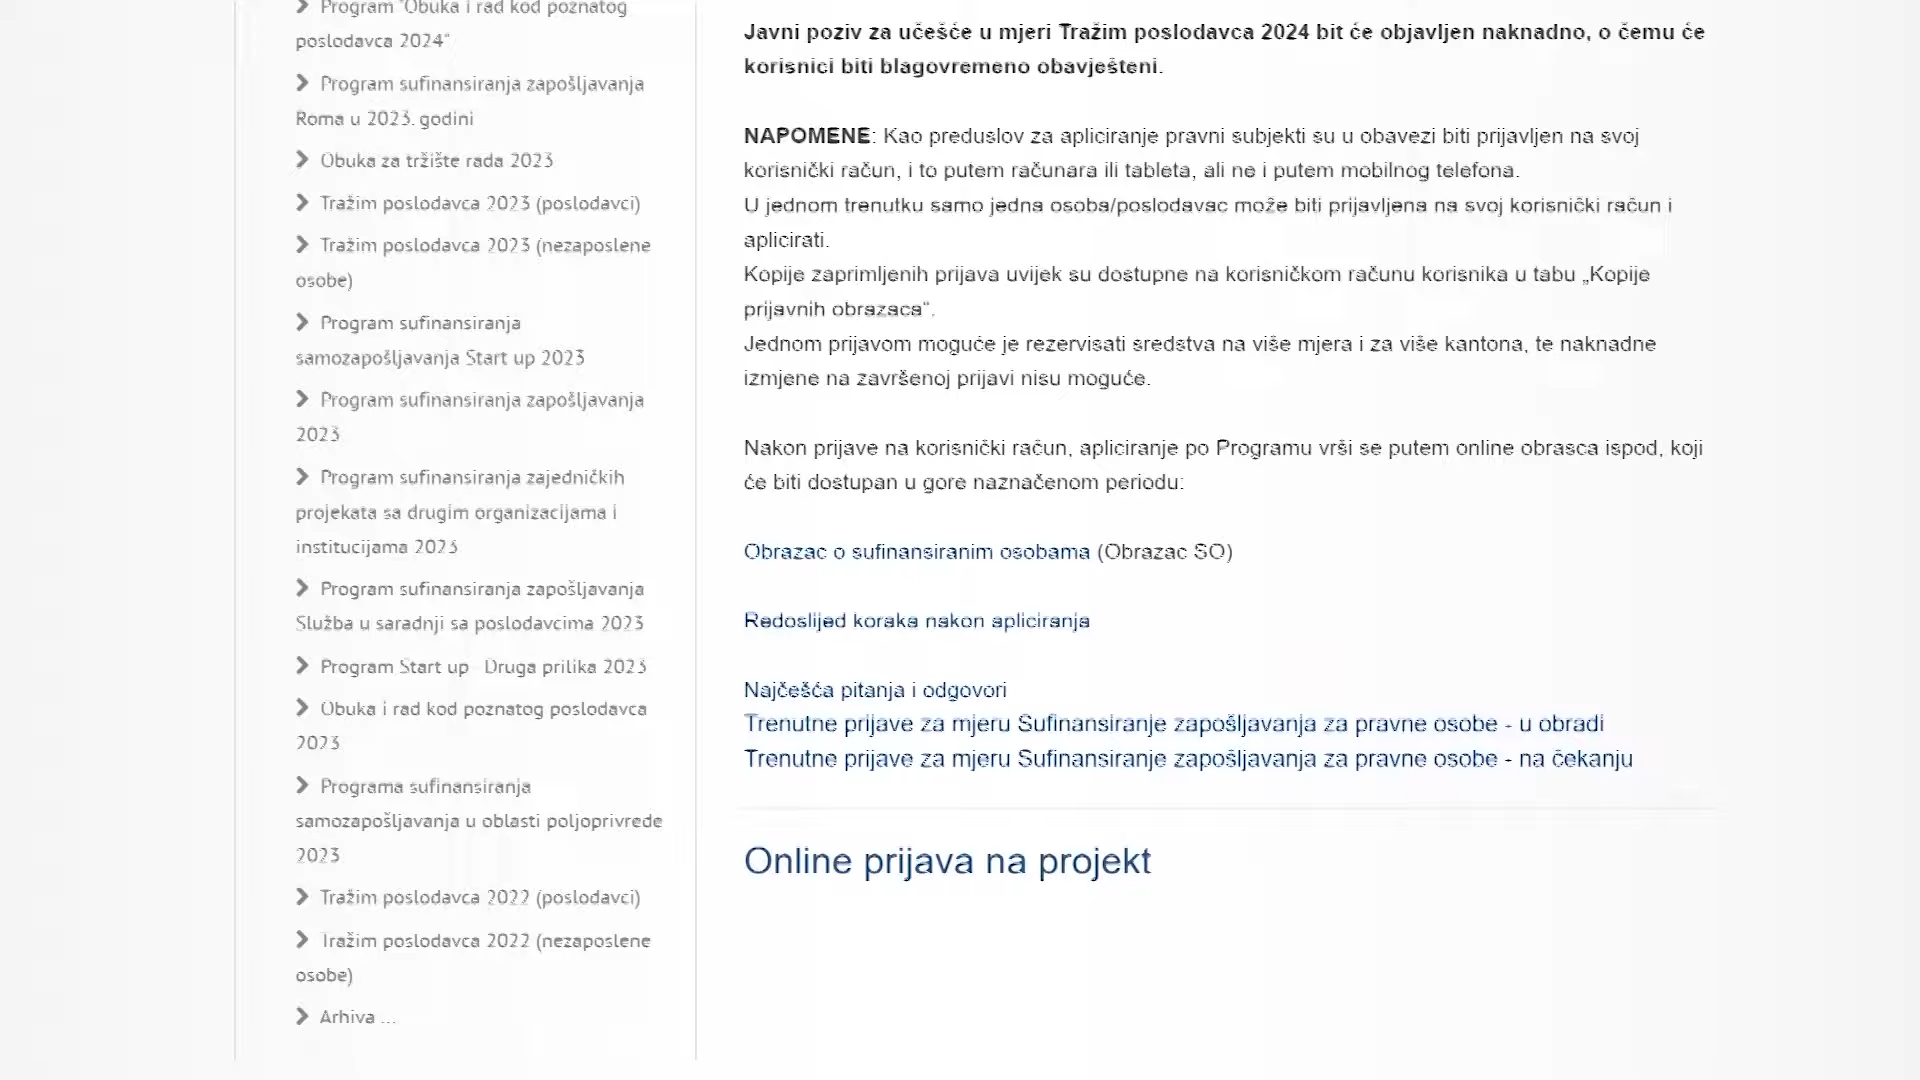 Program "Obuka i rad kod poznatog
poslodavca 2024"
Program sufinansiranja zapošljavanja
Roma u 2023. godini
Obuka za tržište rada 2023
Tražim poslodavca 2023 (poslodavci)
Tražim poslodavca 2023 (nezaposlene
osobe)
Program sufinansiranja
samozapošljavanja Start up 2023
Program sufinansiranja zapošljavanja
2023
Program sufinansiranja zajedničkih
projekata sa drugim organizacijama i
institucijama 2023
Program sufinansiranja zapošljavanja
Služba u saradnji sa poslodavcima 2023
Program Start up - Druga prilika 2023
Obuka i rad kod poznatog poslodavca
2023
Programa sufinansiranja
samozapošljavanja u oblasti poljoprivrede
2023
Tražim poslodavca 2022 (poslodavci)
Tražim poslodavca 2022 (nezaposlene
osobe)
Arhiva ...
Javni poziv za učešće u mjeri Tražim poslodavca 2024 bit će objavljen naknadno, o čemu će
korisnici biti blagovremeno obavješteni.
NAPOMENE: Kao preduslov za apliciranje pravni subjekti su u obavezi biti prijavljen na svoj
korisnički račun, i to putem računara ili tableta, ali ne i putem mobilnog telefona.
U jednom trenutku samo jedna osoba/poslodavac može biti prijavljena na svoj korisnički račun i
aplicirati.
Kopije zaprimljenih prijava uvijek su dostupne na korisničkom računu korisnika u tabu „Kopije
prijavnih obrazaca“.
Jednom prijavom moguće je rezervisati sredstva na više mjera i za više kantona, te naknadne
izmjene na završenoj prijavi nisu moguće.
Nakon prijave na korisnički račun, apliciranje po Programu vrši se putem online obrasca ispod, koji
će biti dostupan u gore naznačenom periodu:
Obrazac o sufinansiranim osobama (Obrazac SO)
Redoslijed koraka nakon apliciranja
Najčešća pitanja i odgovori
Trenutne prijave za mjeru Sufinansiranje zapošljavanja za pravne osobe - u obradi
Trenutne prijave za mjeru Sufinansiranje zapošljavanja za pravne osobe - na čekanju
Online prijava na projekt